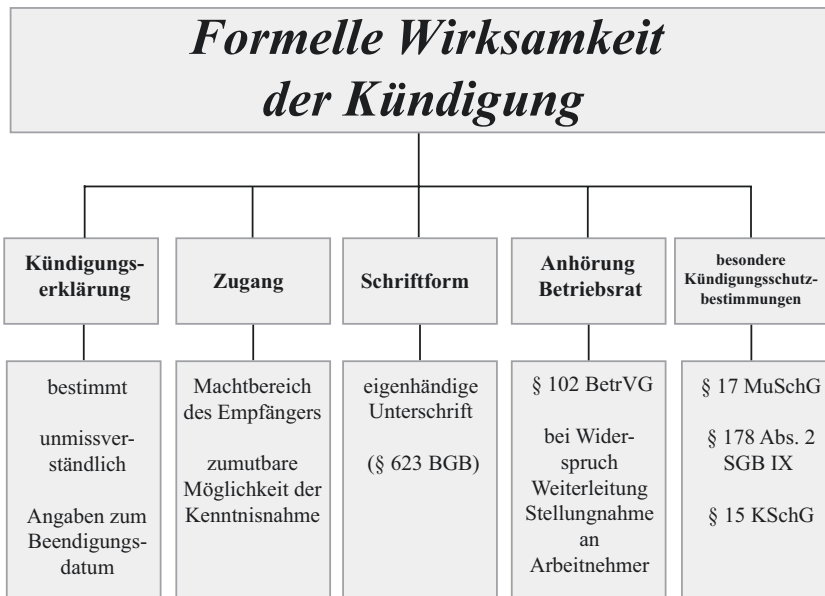 Formelle Wirksamkeit
der Kündigung
Kündigungs-
erklärung
Zugang
Schriftform
Anhörung
Betriebsrat
besondere
Kündigungsschutz-
bestimmungen
bestimmt
unmissver-
ständlich
Angaben zum
Beendigungs-
datum
Machtbereich
des Empfängers
zumutbare
Möglichkeit der
Kenntnisnahme
eigenhändige
Unterschrift
(§ 623 BGB)
§ 102 BetrVG
bei Wider-
spruch
Weiterleitung
Stellungnahme
an
Arbeitnehmer
§ 17 MuSchG
§ 178 Abs. 2
SGB IX
§ 15 KSchG